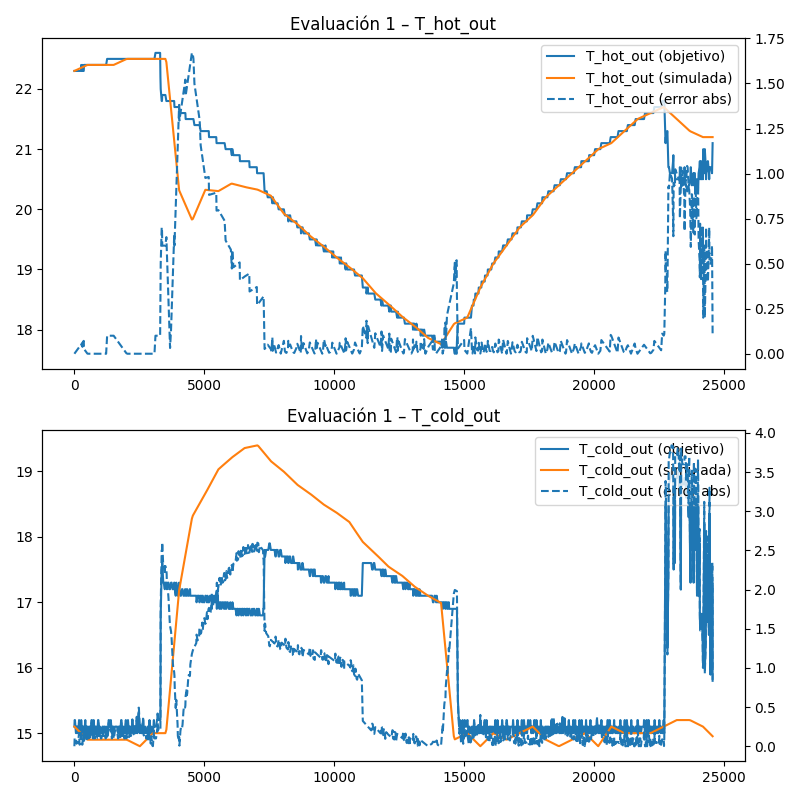 Evaluación 1 – T_hot_out
T_hot_out (objetivo)
T_hot_out (simulada)
T_hot_out (error abs)
22
21
20
19
18
1.75
1.50
1.25
1.00
0.75
0.50
0.25
0.00
0 5000 10000 15000 20000 25000
Evaluación 1 – T_cold_out
T_cold_out (objetivo)
T_cold_out (simulada)
T_cold_out (error abs)
19
18
17
16
15
4.0
3.5
3.0
2.5
2.0
1.5
1.0
0.5
0.0
0 5000 10000 15000 20000 25000